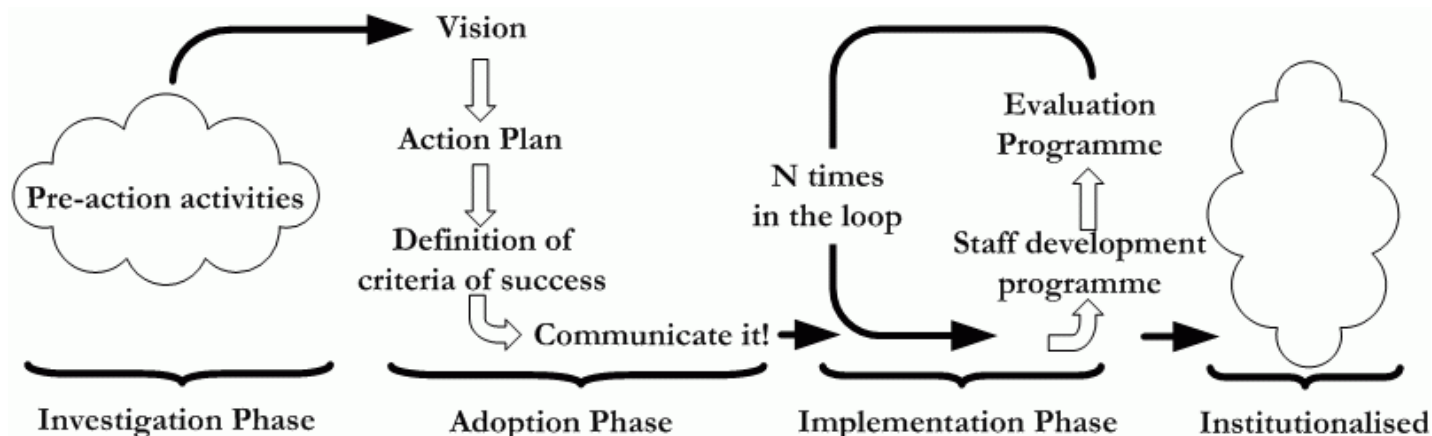 Pre-action activities
Vision
Action Plan
Definition of
criteria of success
Communicate it!
N times
in the loop
Evaluation
Programme
Staff development
programme
Investigation Phase
Adoption Phase
Implementation Phase
Institutionalised